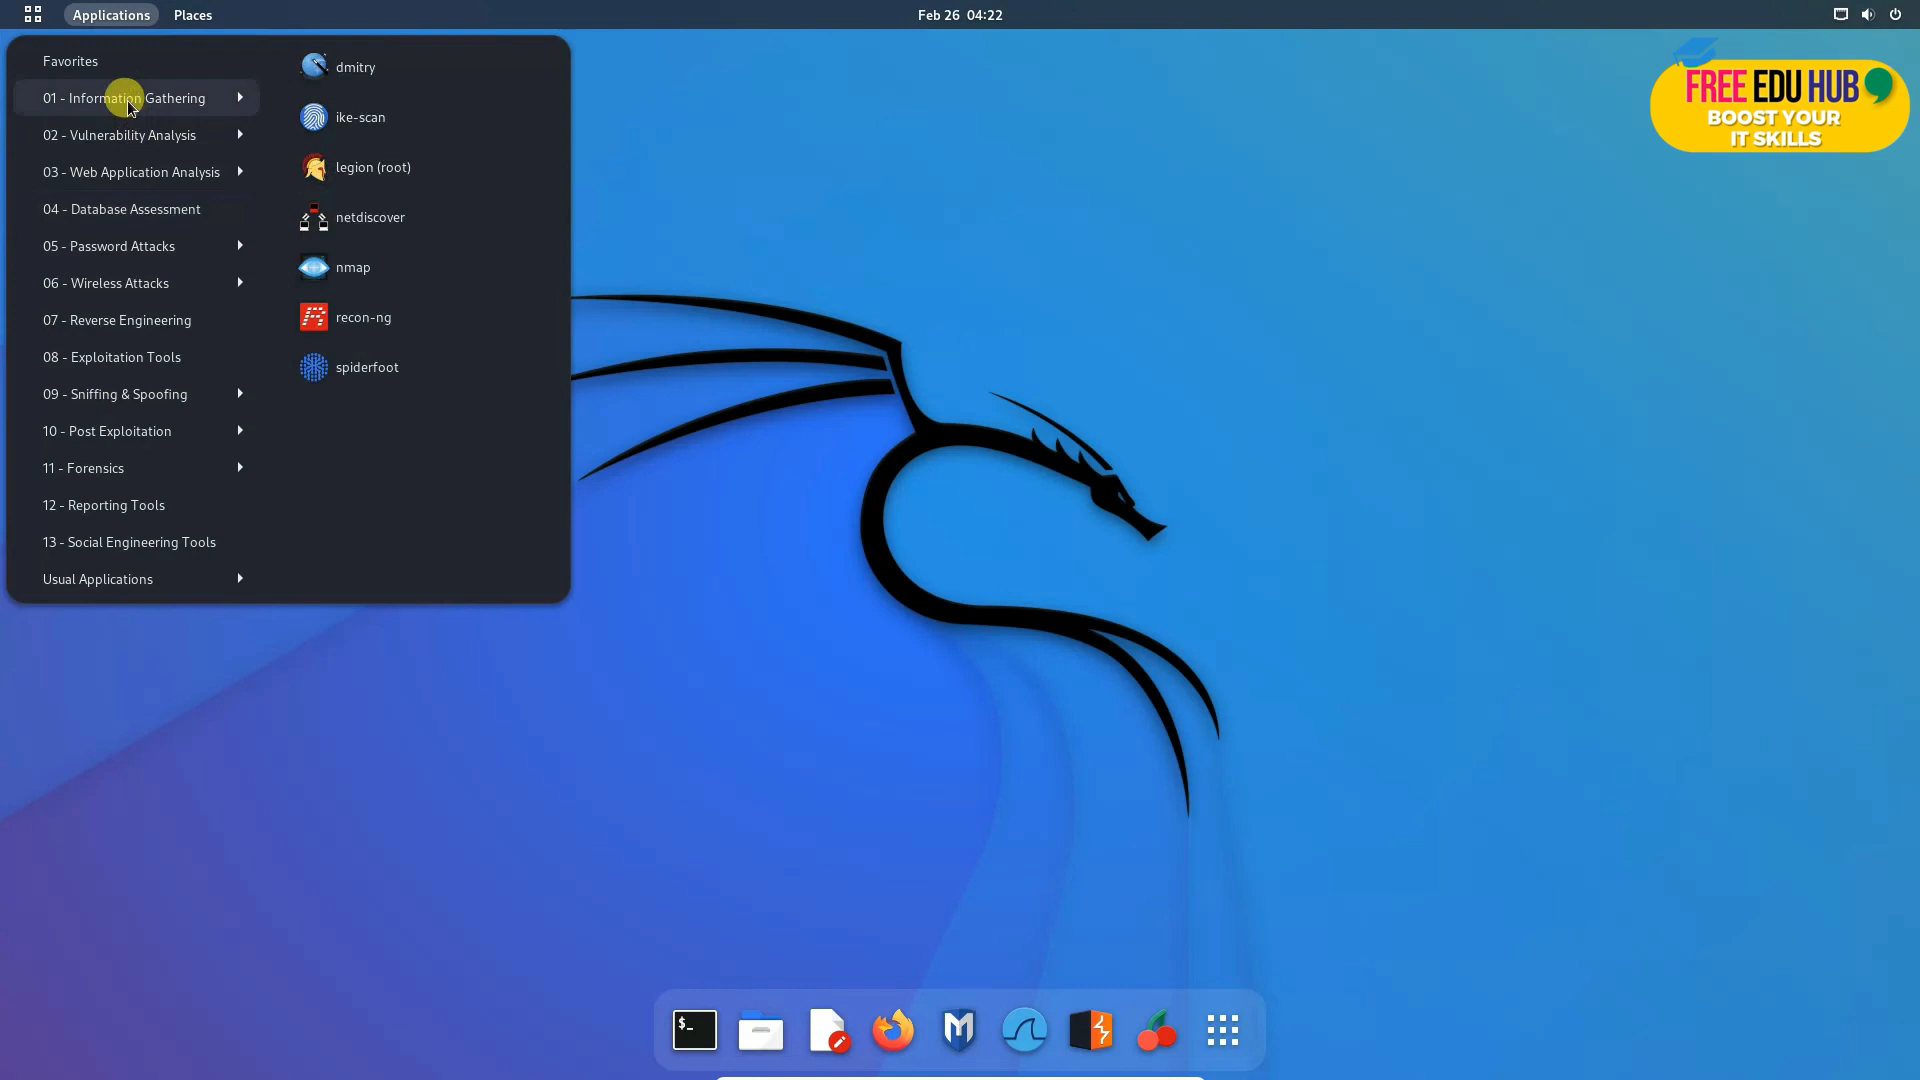 Applications
Places
Feb 26 04:22
Favorites
01 - Information Gathering
02 - Vulnerability Analysis
03 - Web Application Analysis
04 - Database Assessment
05 - Password Attacks
06 - Wireless Attacks
07 - Reverse Engineering
08 - Exploitation Tools
09 - Sniffing & Spoofing
10 - Post Exploitation
11 - Forensics
12 - Reporting Tools
13 - Social Engineering Tools
Usual Applications
dmitry
ike-scan
legion (root)
netdiscover
nmap
recon-ng
spiderfoot
FREE EDU HUB
BOOST YOUR
IT SKILLS
$_